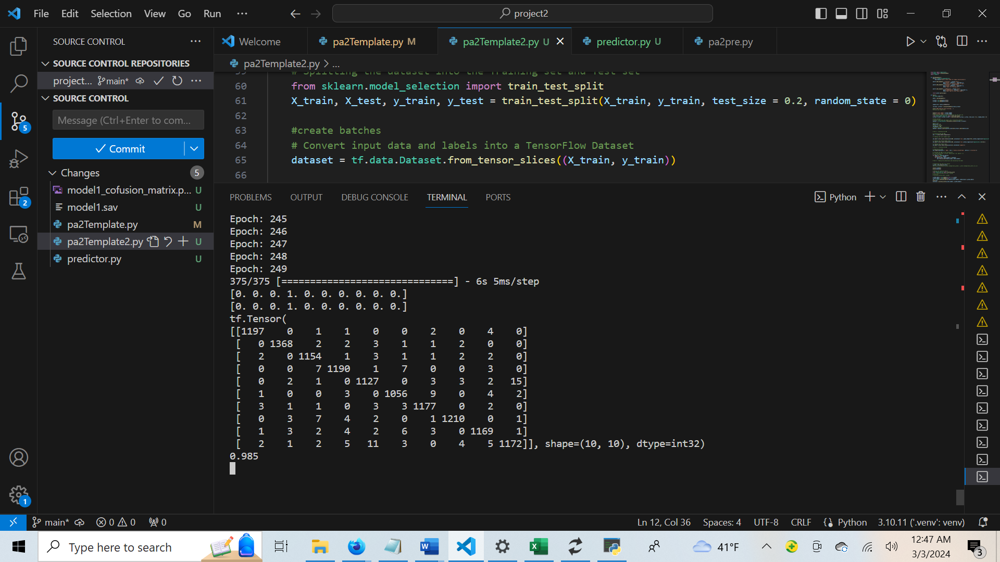 File Edit Selection View Go Run ...
project2
SOURCE CONTROL
SOURCE CONTROL REPOSITORIES
project... main*
SOURCE CONTROL
Message (Ctrl+Enter to com...
Commit
Changes 5
model1_cofusion_matrix.p... U
model1.sav U
pa2Template.py M
pa2Template2.py U
predictor.py U
5
2
1
Welcome pa2Template.py M pa2Template2.py U predictor.py U pa2pre.py
pa2Template2.py > ...
59 # Splitting the dataset into the Training set and Test set
60 from sklearn.model_selection import train_test_split
61 X_train, X_test, y_train, y_test = train_test_split(X_train, y_train, test_size = 0.2, random_state = 0)
62
63 #create batches
64 # Convert input data and labels into a TensorFlow Dataset
65 dataset = tf.data.Dataset.from_tensor_slices((X_train, y_train))
66
PROBLEMS OUTPUT DEBUG CONSOLE TERMINAL PORTS Python
Epoch: 245
Epoch: 246
Epoch: 247
Epoch: 248
Epoch: 249
375/375 [==============================] - 6s 5ms/step
[0. 0. 0. 1. 0. 0. 0. 0. 0. 0.]
[0. 0. 0. 1. 0. 0. 0. 0. 0. 0.]
tf.Tensor(
[[1197    0    1    1    0    0    2    0    4    0]
 [   0 1368    2    2    3    1    1    2    0    0]
 [   2    0 1154    1    3    1    1    2    2    0]
 [   0    0    7 1190    1    7    0    0    3    0]
 [   0    2    1    0 1127    0    3    3    2   15]
 [   1    0    0    3    0 1056    9    0    4    2]
 [   3    1    1    0    3    3 1177    0    2    0]
 [   0    3    7    4    2    0    1 1210    0    1]
 [   1    3    2    4    2    6    3    0 1169    1]
 [   2    1    2    5   11    3    0    4    5 1172]], shape=(10, 10), dtype=int32)
0.985
main* 0 0 0 Ln 12, Col 36 Spaces: 4 UTF-8 CRLF Python 3.10.11 ('.venv': venv)
Type here to search
41°F
12:47 AM
3/3/2024
3